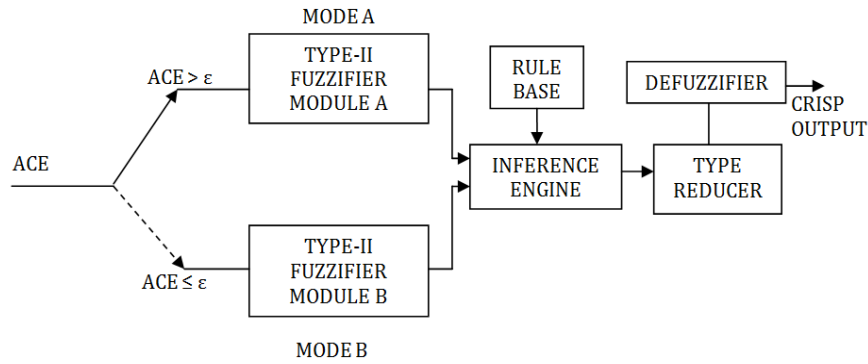 MODE A
TYPE-II
FUZZIFIER
MODULE A
ACE > ε
RULE
BASE
DEFUZZIFIER
CRISP
OUTPUT
ACE
INFERENCE
ENGINE
TYPE
REDUCER
ACE ≤ ε
TYPE-II
FUZZIFIER
MODULE B
MODE B